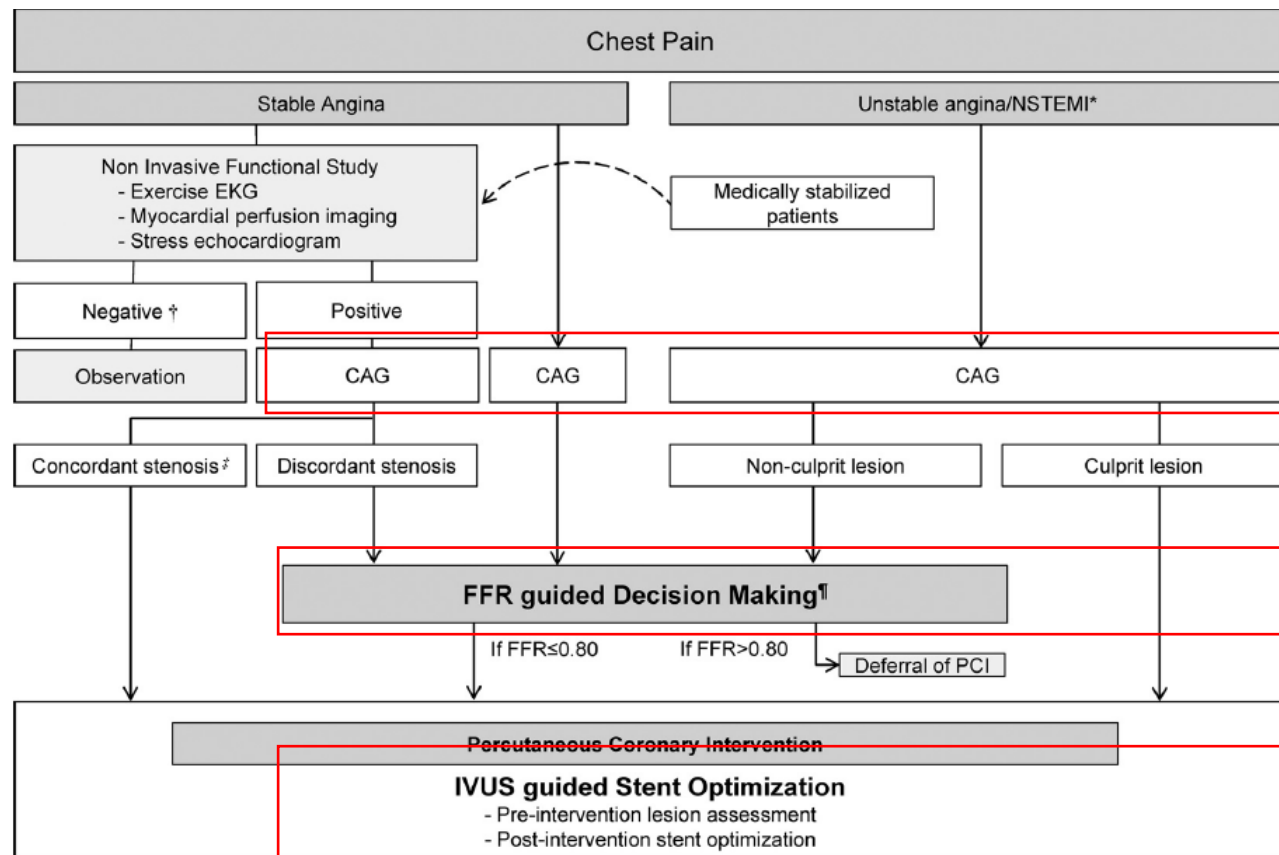 Chest Pain
Stable Angina
Unstable angina/NSTEMI*
Non Invasive Functional Study
- Exercise EKG
- Myocardial perfusion imaging
- Stress echocardiogram
Medically stabilized
patients
Negative †
Positive
Observation
CAG
CAG
CAG
Concordant stenosis‡
Discordant stenosis
Non-culprit lesion
Culprit lesion
FFR guided Decision Making¶
If FFR≤0.80
If FFR>0.80
Deferral of PCI
Percutaneous Coronary Intervention
IVUS guided Stent Optimization
- Pre-intervention lesion assessment
- Post-intervention stent optimization